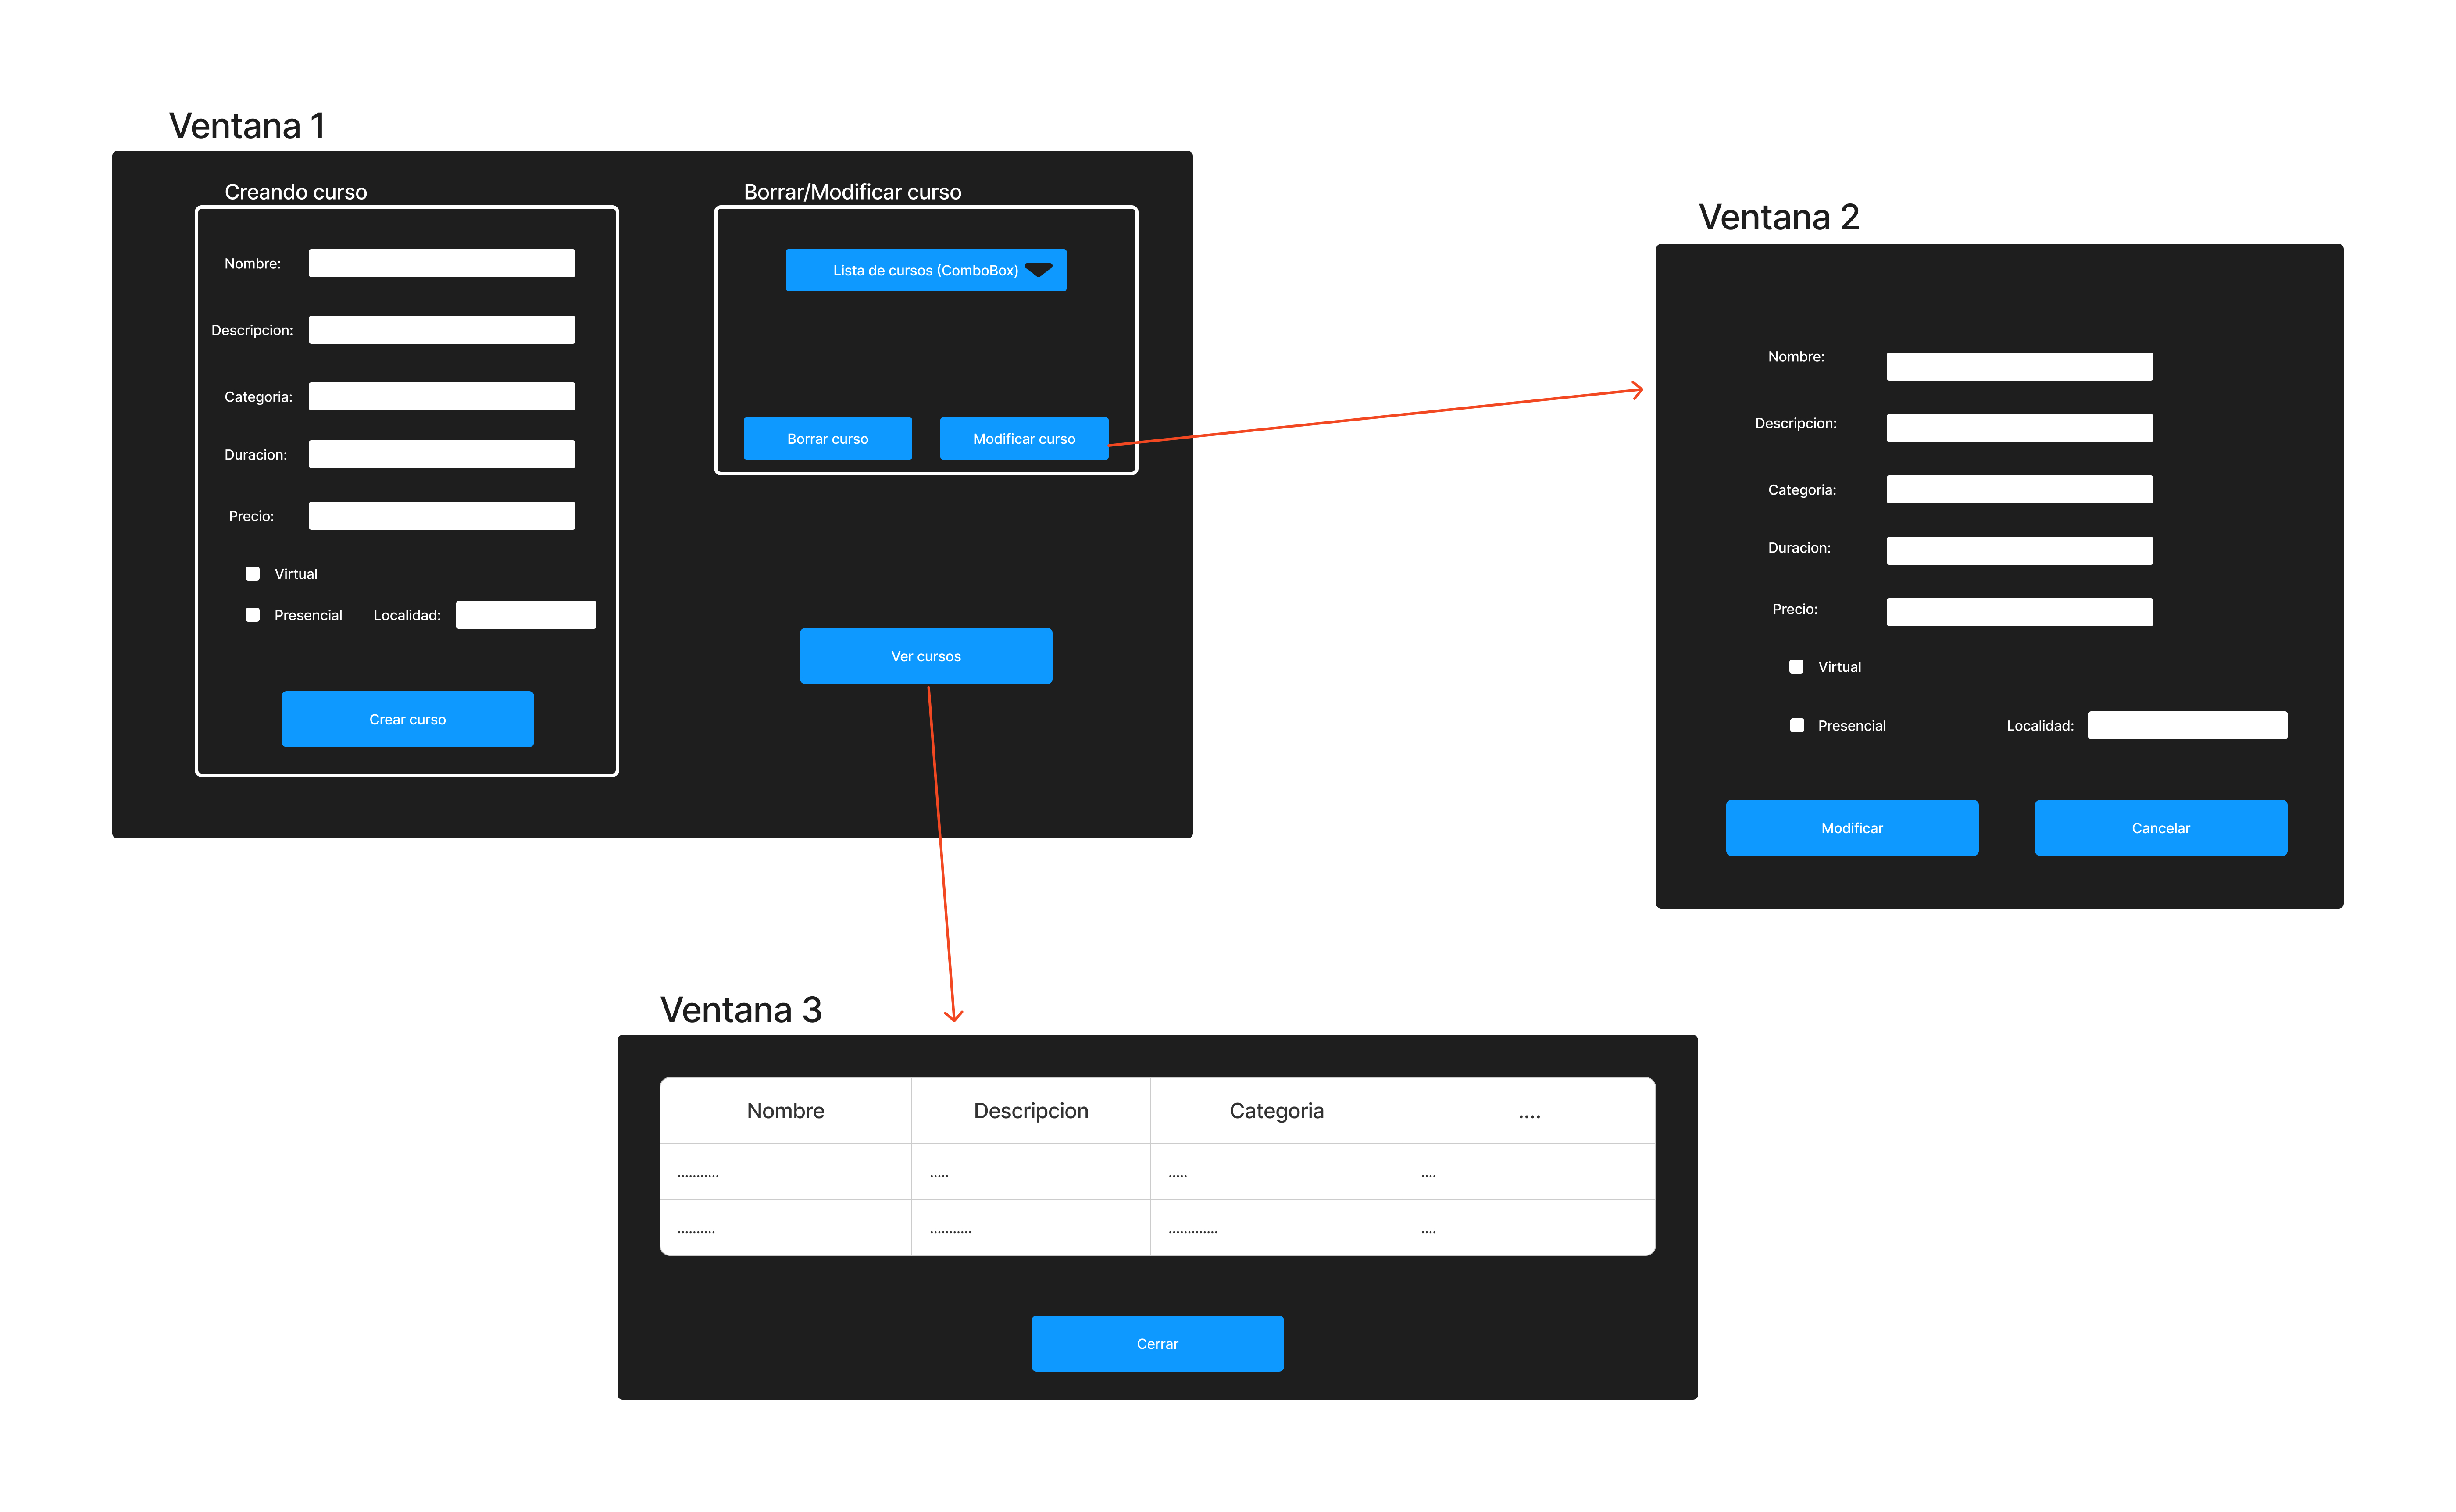 Ventana 1
Creando curso
Nombre:
Descripcion:
Categoria:
Duracion:
Precio:
Virtual
Presencial Localidad:
Crear curso
Borrar/Modificar curso
Lista de cursos (ComboBox)
Borrar curso Modificar curso
Ver cursos
Ventana 2
Nombre:
Descripcion:
Categoria:
Duracion:
Precio:
Virtual
Presencial Localidad:
Modificar Cancelar
Ventana 3
Nombre Descripcion Categoria ....
........... ..... ..... ....
.......... ........... ............. ....
Cerrar